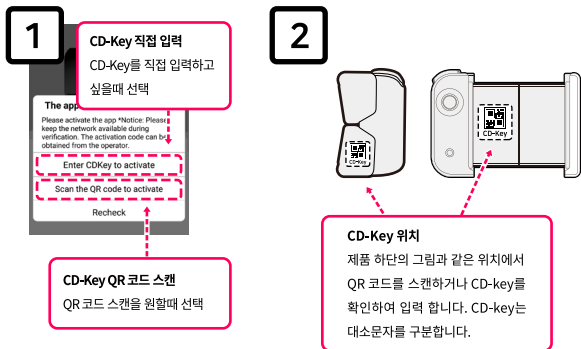 1
CD-Key 직접 입력
CD-Key를 직접 입력하고
싶을때 선택
The app
Please activate the app *Notice: Please
keep the network available during
verification. The activation code can be
obtained from the operator.
Enter CDKey to activate
Scan the QR code to activate
Recheck
CD-Key QR 코드 스캔
QR 코드 스캔을 원할때 선택
2
CD-Key
CD-Key
CD-Key 위치
제품 하단의 그림과 같은 위치에서
QR 코드를 스캔하거나 CD-key를
확인하여 입력 합니다. CD-key는
대소문자를 구분합니다.